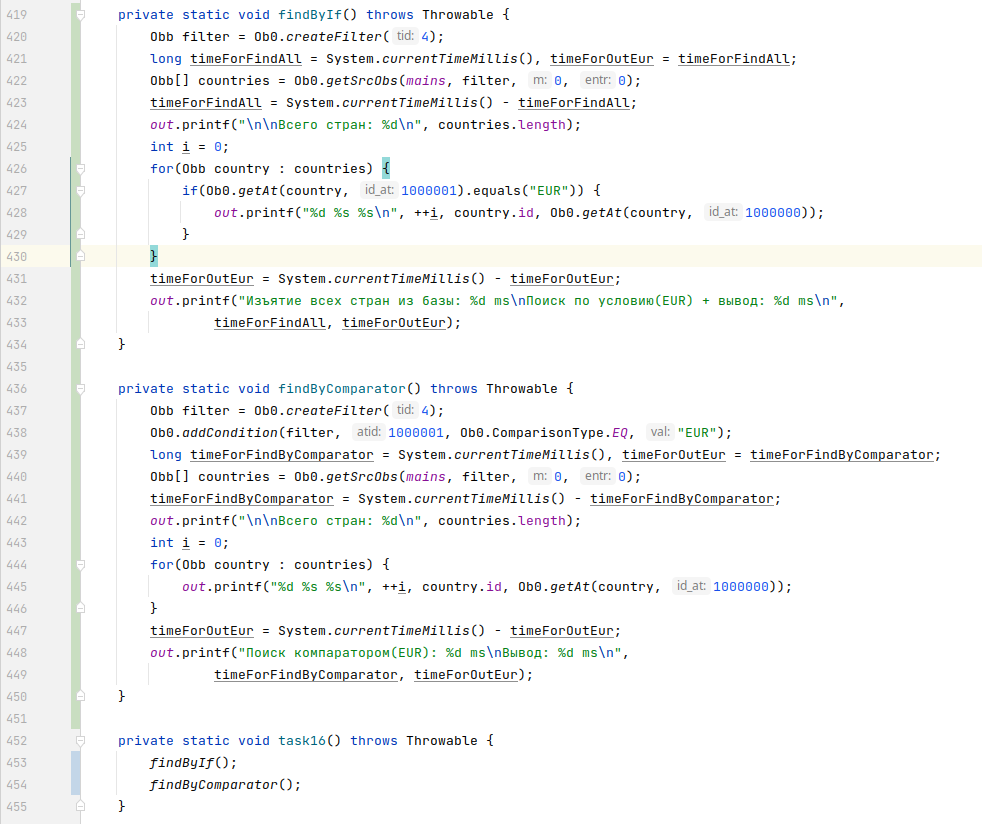 419 private static void findByIf() throws Throwable {
420 Obb filter = Ob0.createFilter( tid: 4);
421 long timeForFindAll = System.currentTimeMillis(), timeForOutEur = timeForFindAll;
422 Obb[] countries = Ob0.getSrcObs(mains, filter, m: 0, entr: 0);
423 timeForFindAll = System.currentTimeMillis() - timeForFindAll;
424 out.printf("\n\nВсего стран: %d\n", countries.length);
425 int i = 0;
426 for(Obb country : countries) {
427 if(Ob0.getAt(country, id_at: 1000001).equals("EUR")) {
428 out.printf("%d %s %s\n", ++i, country.id, Ob0.getAt(country, id_at: 1000000));
429 }
430 }
431 timeForOutEur = System.currentTimeMillis() - timeForOutEur;
432 out.printf("Изъятие всех стран из базы: %d ms\nПоиск по условию(EUR) + вывод: %d ms\n",
433 timeForFindAll, timeForOutEur);
434 }
435
436 private static void findByComparator() throws Throwable {
437 Obb filter = Ob0.createFilter( tid: 4);
438 Ob0.addCondition(filter, atid: 1000001, Ob0.ComparisonType.EQ, val: "EUR");
439 long timeForFindByComparator = System.currentTimeMillis(), timeForOutEur = timeForFindByComparator;
440 Obb[] countries = Ob0.getSrcObs(mains, filter, m: 0, entr: 0);
441 timeForFindByComparator = System.currentTimeMillis() - timeForFindByComparator;
442 out.printf("\n\nВсего стран: %d\n", countries.length);
443 int i = 0;
444 for(Obb country : countries) {
445 out.printf("%d %s %s\n", ++i, country.id, Ob0.getAt(country, id_at: 1000000));
446 }
447 timeForOutEur = System.currentTimeMillis() - timeForOutEur;
448 out.printf("Поиск компаратором(EUR): %d ms\nВывод: %d ms\n",
449 timeForFindByComparator, timeForOutEur);
450 }
451
452 private static void task16() throws Throwable {
453 findByIf();
454 findByComparator();
455 }